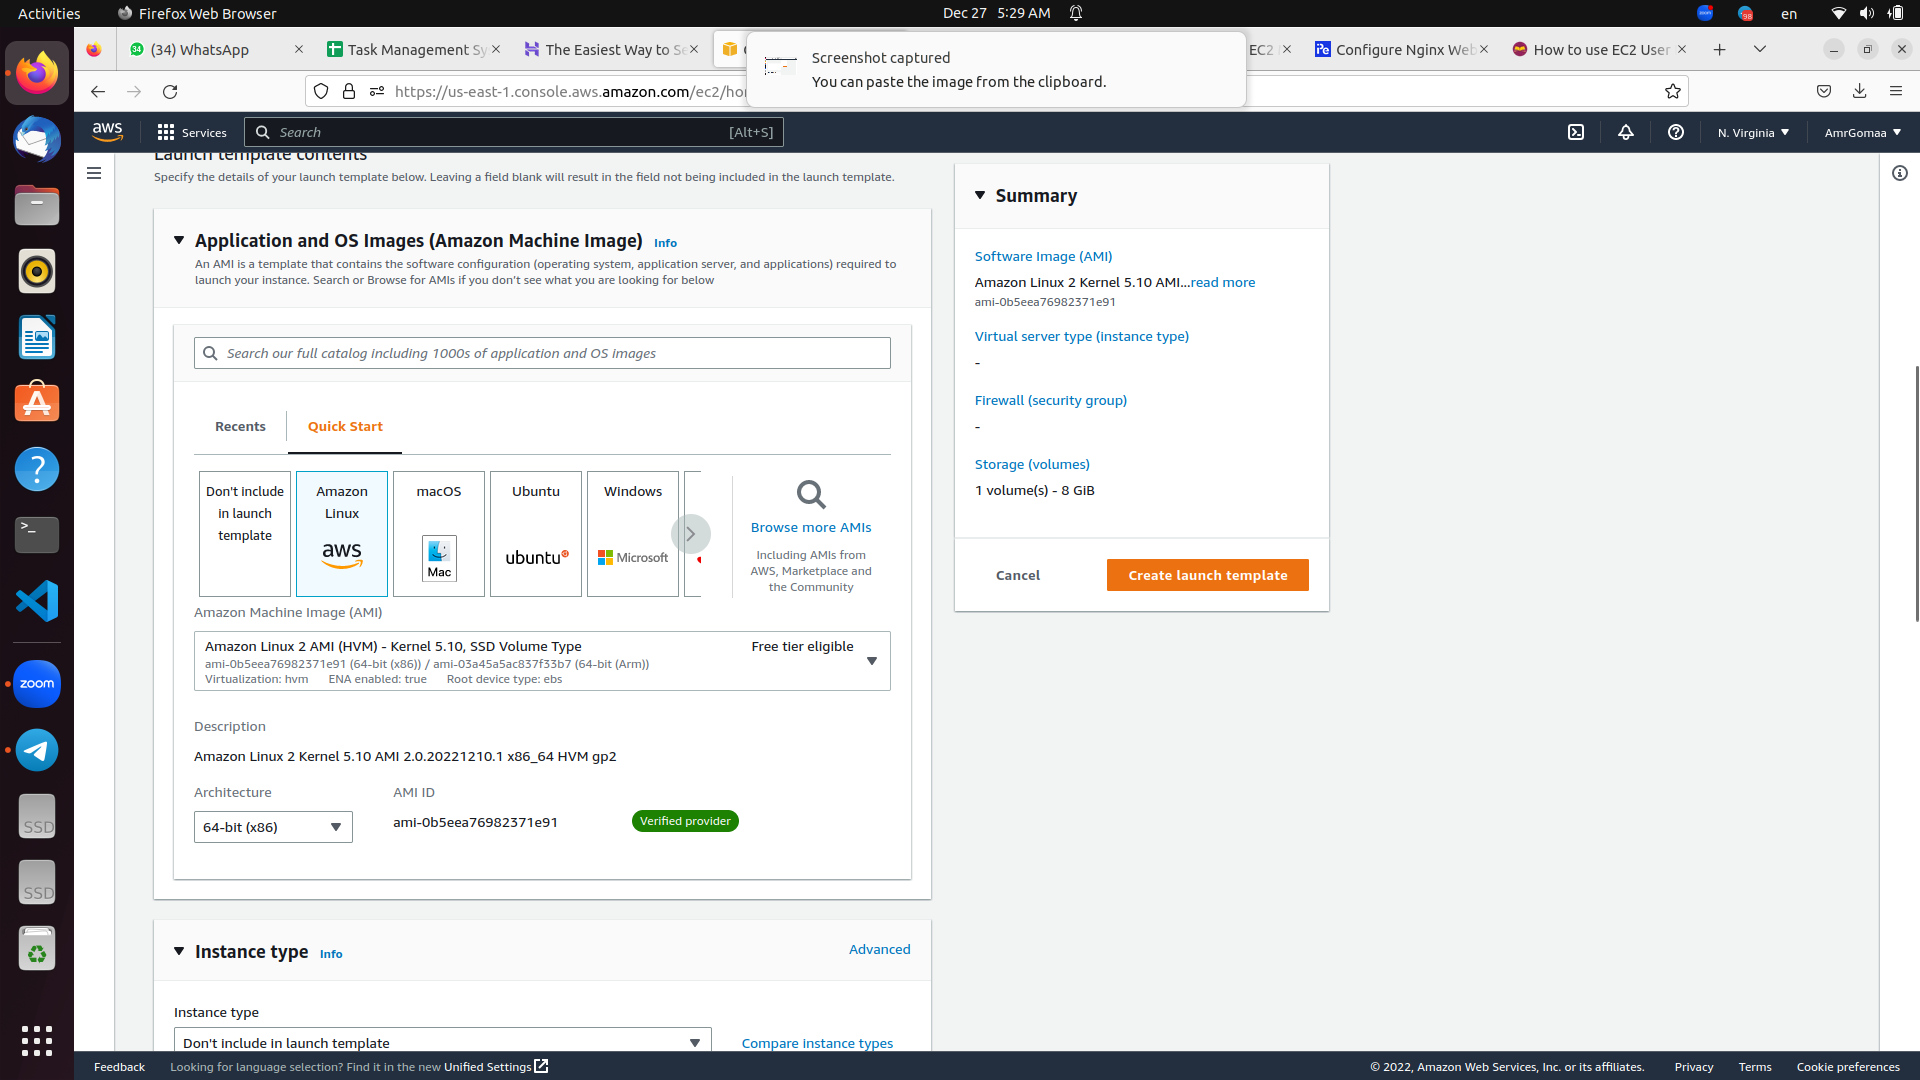 Activities
Firefox Web Browser
Dec 27 5:29 AM
zoom
98
en
34
(34) WhatsApp
Task Management Sy
The Easiest Way to Se
EC2
Configure Nginx Web
How to use EC2 User
Screenshot captured
You can paste the image from the clipboard.
https://us-east-1.console.aws.amazon.com/ec2/ho
aws
Services
Search
[Alt+S]
N. Virginia
AmrGomaa
Launch template contents
Specify the details of your launch template below. Leaving a field blank will result in the field not being included in the launch template.
Application and OS Images (Amazon Machine Image) Info
An AMI is a template that contains the software configuration (operating system, application server, and applications) required to
launch your instance. Search or Browse for AMIs if you don't see what you are looking for below
Search our full catalog including 1000s of application and OS images
Recents
Quick Start
Don't include
in launch
template
Amazon
Linux
aws
macOS
Mac
Ubuntu
ubuntu
Windows
Microsoft
Browse more AMIs
Including AMIs from
AWS, Marketplace and
the Community
Amazon Machine Image (AMI)
Amazon Linux 2 AMI (HVM) - Kernel 5.10, SSD Volume Type
Free tier eligible
ami-0b5eea76982371e91 (64-bit (x86)) / ami-03a45a5ac837f33b7 (64-bit (Arm))
Virtualization: hvm ENA enabled: true Root device type: ebs
Description
Amazon Linux 2 Kernel 5.10 AMI 2.0.20221210.1 x86_64 HVM gp2
Architecture
AMI ID
64-bit (x86)
ami-0b5eea76982371e91
Verified provider
Instance type Info
Advanced
Instance type
Don't include in launch template
Compare instance types
Summary
Software Image (AMI)
Amazon Linux 2 Kernel 5.10 AMI...read more
ami-0b5eea76982371e91
Virtual server type (instance type)
-
Firewall (security group)
-
Storage (volumes)
1 volume(s) - 8 GiB
Cancel
Create launch template
zoom
SSD
SSD
Feedback
Looking for language selection? Find it in the new Unified Settings
© 2022, Amazon Web Services, Inc. or its affiliates.
Privacy
Terms
Cookie preferences